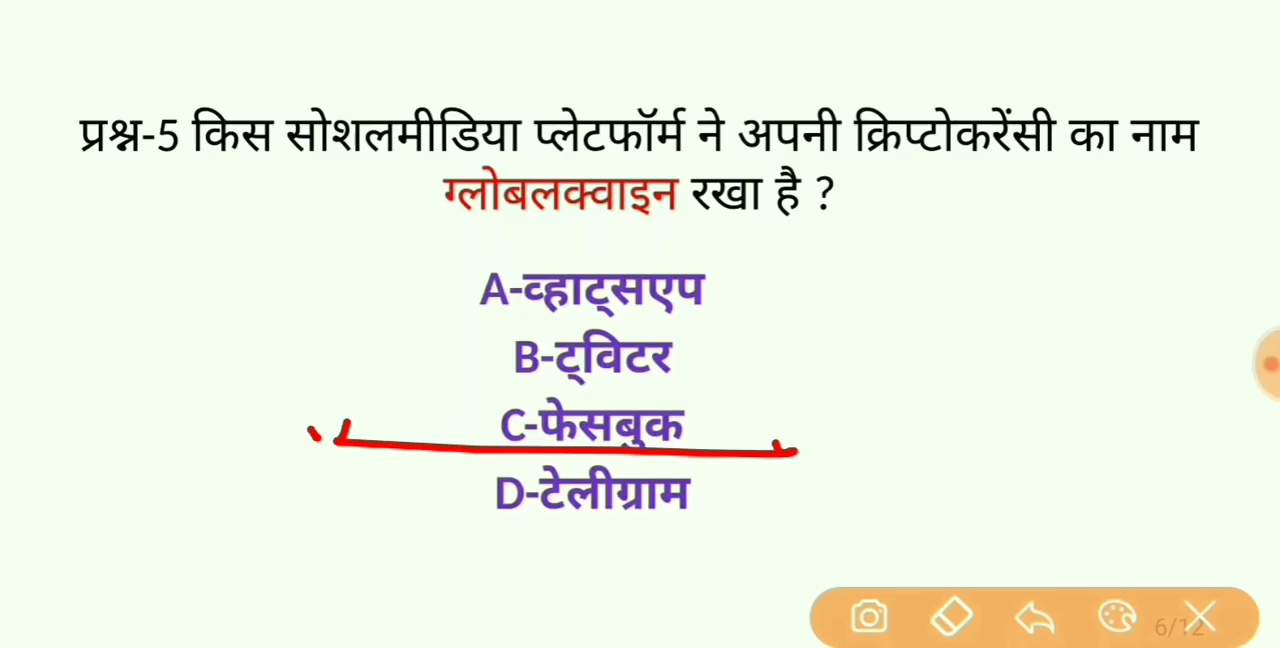 प्रश्न-5 किस सोशलमीडिया प्लेटफॉर्म ने अपनी क्रिप्टोकरेंसी का नाम
ग्लोबलक्वाइन रखा है ?
A-व्हाट्सएप
B-ट्विटर
C-फेसबुक
D-टेलीग्राम
6/12